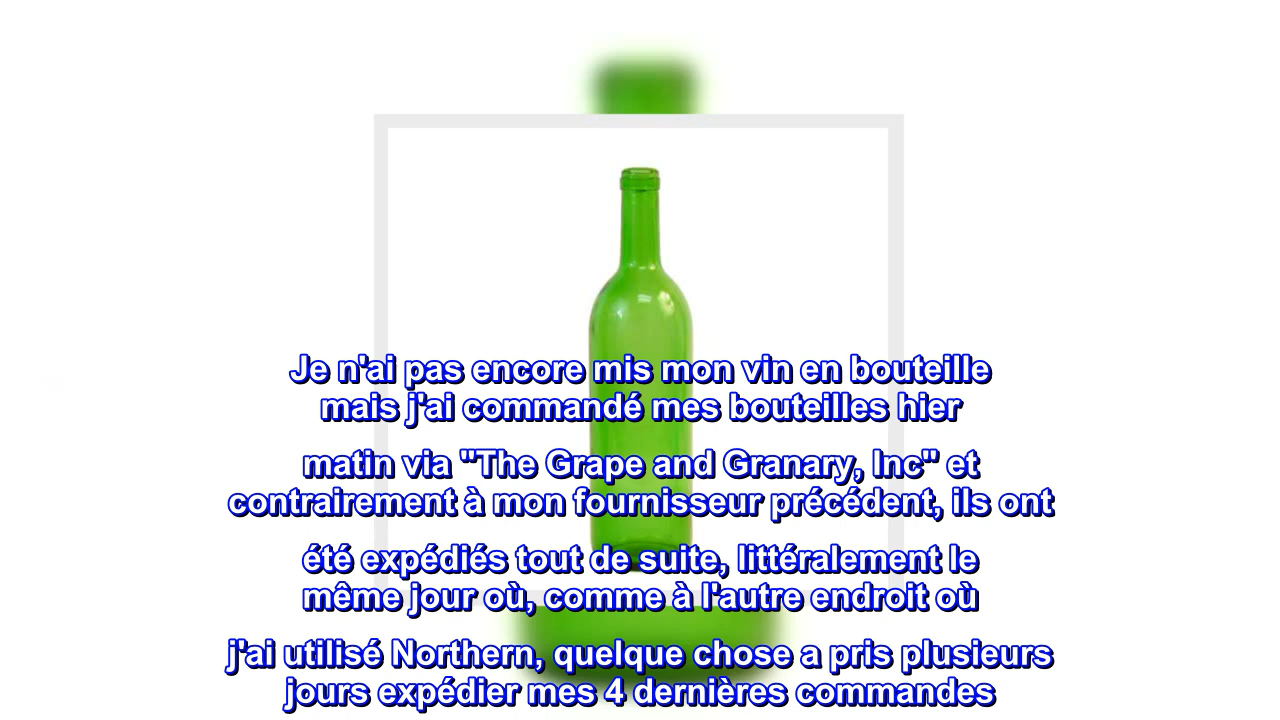 Je n'ai pas encore mis mon vin en bouteille
mais j'ai commandé mes bouteilles hier
matin via "The Grape and Granary, Inc" et
contrairement à mon fournisseur précédent, ils ont
été expédiés tout de suite, littéralement le
même jour où, comme à l'autre endroit où
j'ai utilisé Northern, quelque chose a pris plusieurs
jours expédier mes 4 dernières commandes